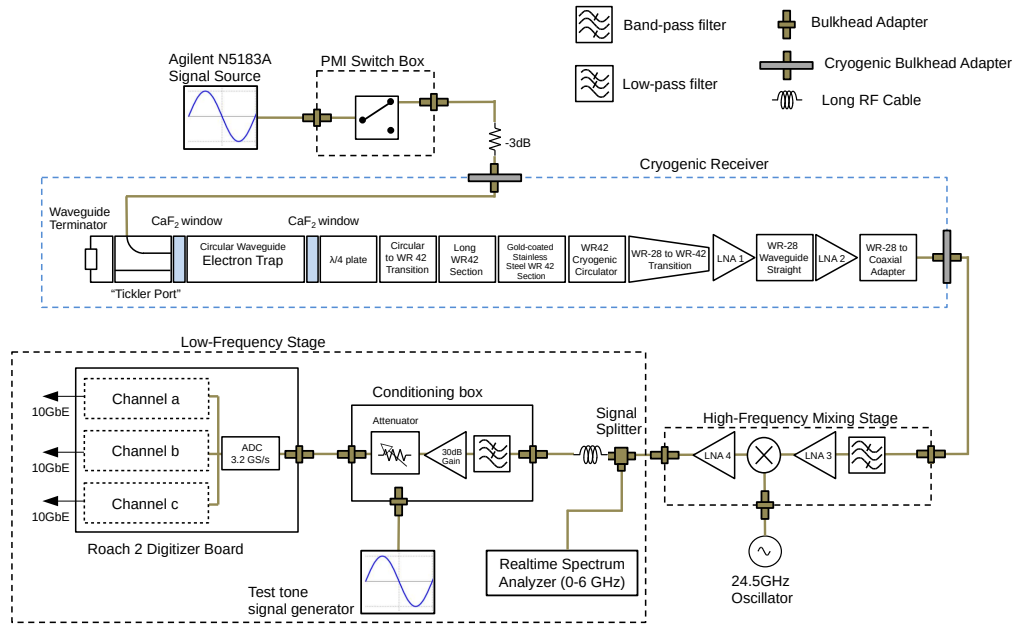 Band-pass filter
Bulkhead Adapter
Low-pass filter
Cryogenic Bulkhead Adapter
Long RF Cable
Agilent N5183A
Signal Source
PMI Switch Box
-3dB
Cryogenic Receiver
Waveguide
Terminator
CaF2 window
CaF2 window
Circular Waveguide
Electron Trap
λ/4 plate
Circular
to WR 42
Transition
Long
WR42
Section
Gold-coated
Stainless
Steel WR 42
Section
WR42
Cryogenic
Circulator
WR-28 to WR-42
Transition
LNA 1
WR-28
Waveguide
Straight
LNA 2
WR-28 to
Coaxial
Adapter
“Tickler Port”
Low-Frequency Stage
Channel a
10GbE
Channel b
10GbE
Channel c
10GbE
ADC
3.2 GS/s
Roach 2 Digitizer Board
Conditioning box
Attenuator
30dB
Gain
Signal
Splitter
Test tone
signal generator
Realtime Spectrum
Analyzer (0-6 GHz)
High-Frequency Mixing Stage
LNA 4
LNA 3
24.5GHz
Oscillator